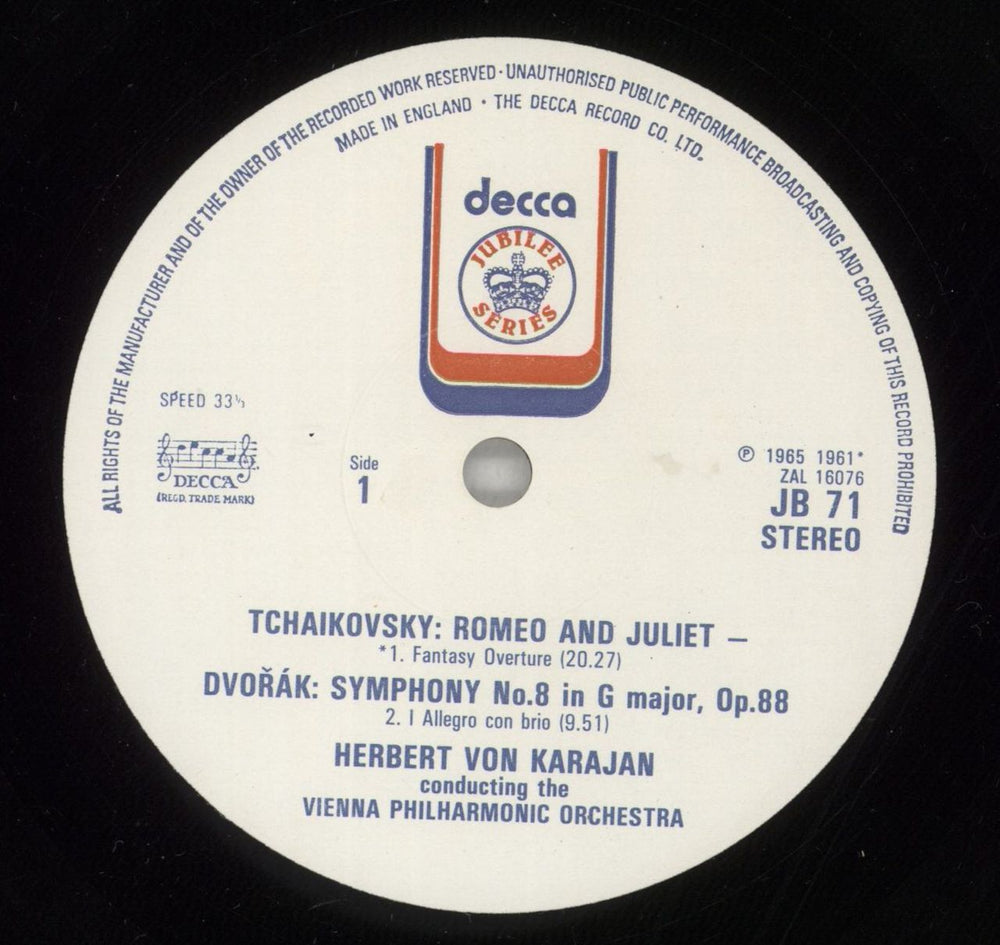 ALL RIGHTS OF THE MANUFACTURER AND OF THE OWNER OF THE RECORDED WORK RESERVED · UNAUTHORISED PUBLIC PERFORMANCE BROADCASTING AND COPYING OF THIS RECORD PROHIBITED
MADE IN ENGLAND · THE DECCA RECORD CO. LTD.
decca
JUBILEE
SERIES
SPEED 33⅓
DECCA
(REGD. TRADE MARK)
Side
1
℗ 1965 1961*
ZAL 16076
JB 71
STEREO
TCHAIKOVSKY: ROMEO AND JULIET –
*1. Fantasy Overture (20.27)
DVOŘÁK: SYMPHONY No.8 in G major, Op.88
2. I Allegro con brio (9.51)
HERBERT VON KARAJAN
conducting the
VIENNA PHILHARMONIC ORCHESTRA